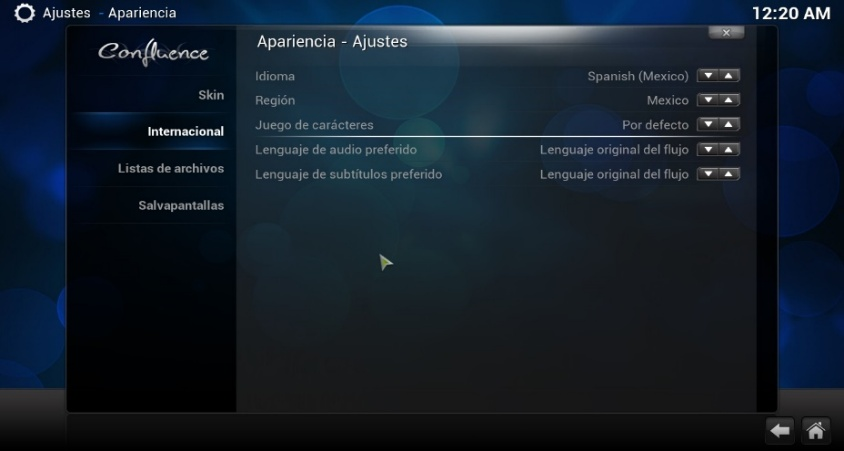 Ajustes - Apariencia
12:20 AM
Confluence
Skin
Internacional
Listas de archivos
Salvapantallas
Apariencia - Ajustes
Idioma Spanish (Mexico)
Región Mexico
Juego de carácteres Por defecto
Lenguaje de audio preferido Lenguaje original del flujo
Lenguaje de subtítulos preferido Lenguaje original del flujo